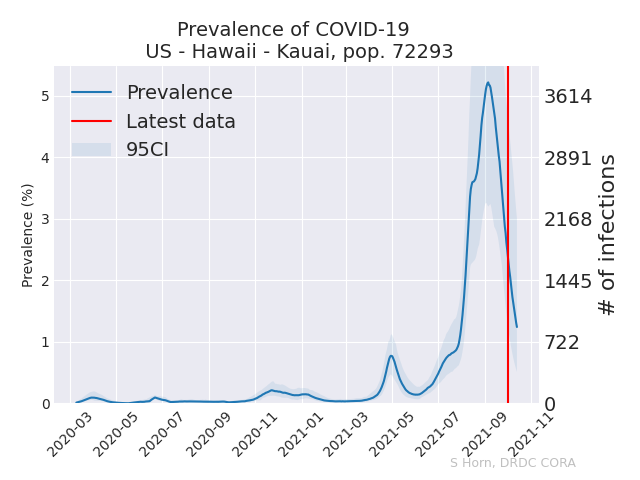 Prevalence of COVID-19
US - Hawaii - Kauai, pop. 72293
Prevalence
Latest data
95CI
Prevalence (%)
5
4
3
2
1
0
3614
2891
2168
1445
722
0
# of infections
2020-03
2020-05
2020-07
2020-09
2020-11
2021-01
2021-03
2021-05
2021-07
2021-09
2021-11
S Horn, DRDC CORA